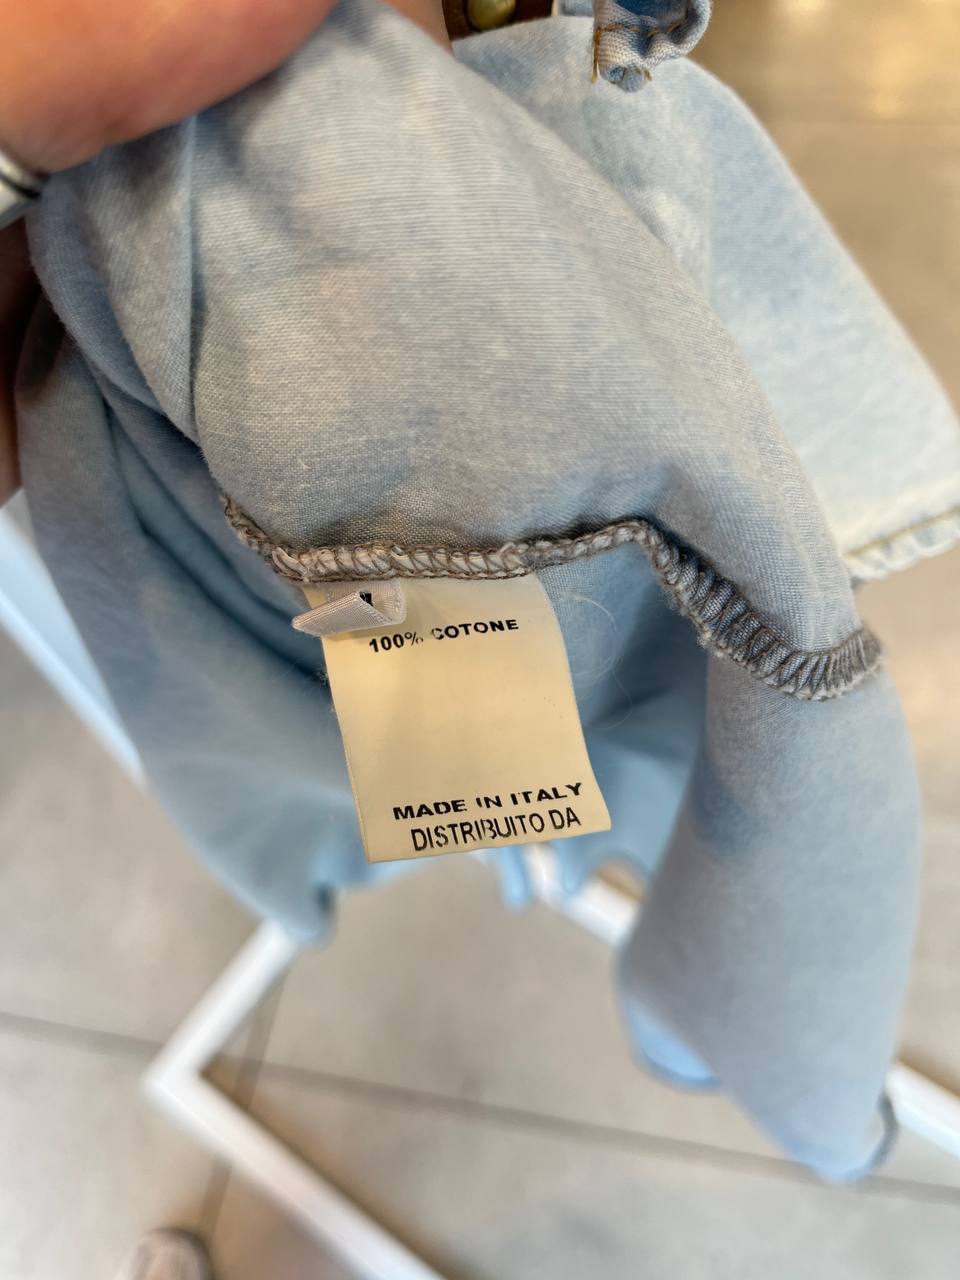 100% COTONE
MADE IN ITALY
DISTRIBUITO DA